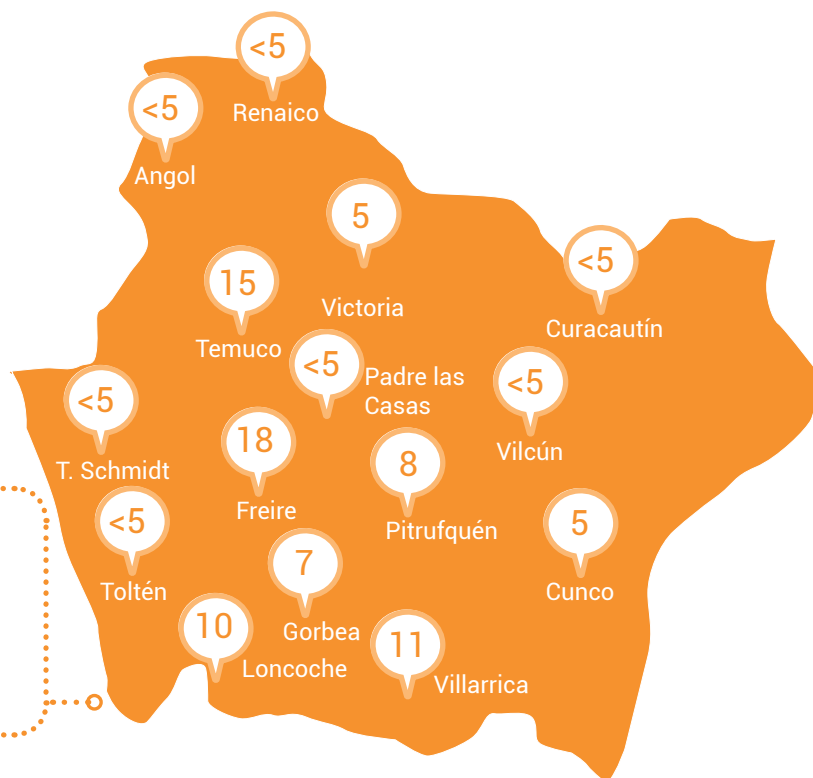 <5
Renaico
<5
Angol
5
Victoria
<5
Curacautín
15
Temuco
<5
Padre las
Casas
<5
Vilcún
<5
T. Schmidt
18
Freire
8
Pitrufquén
<5
Toltén
5
Cunco
7
Gorbea
10
Loncoche
11
Villarrica